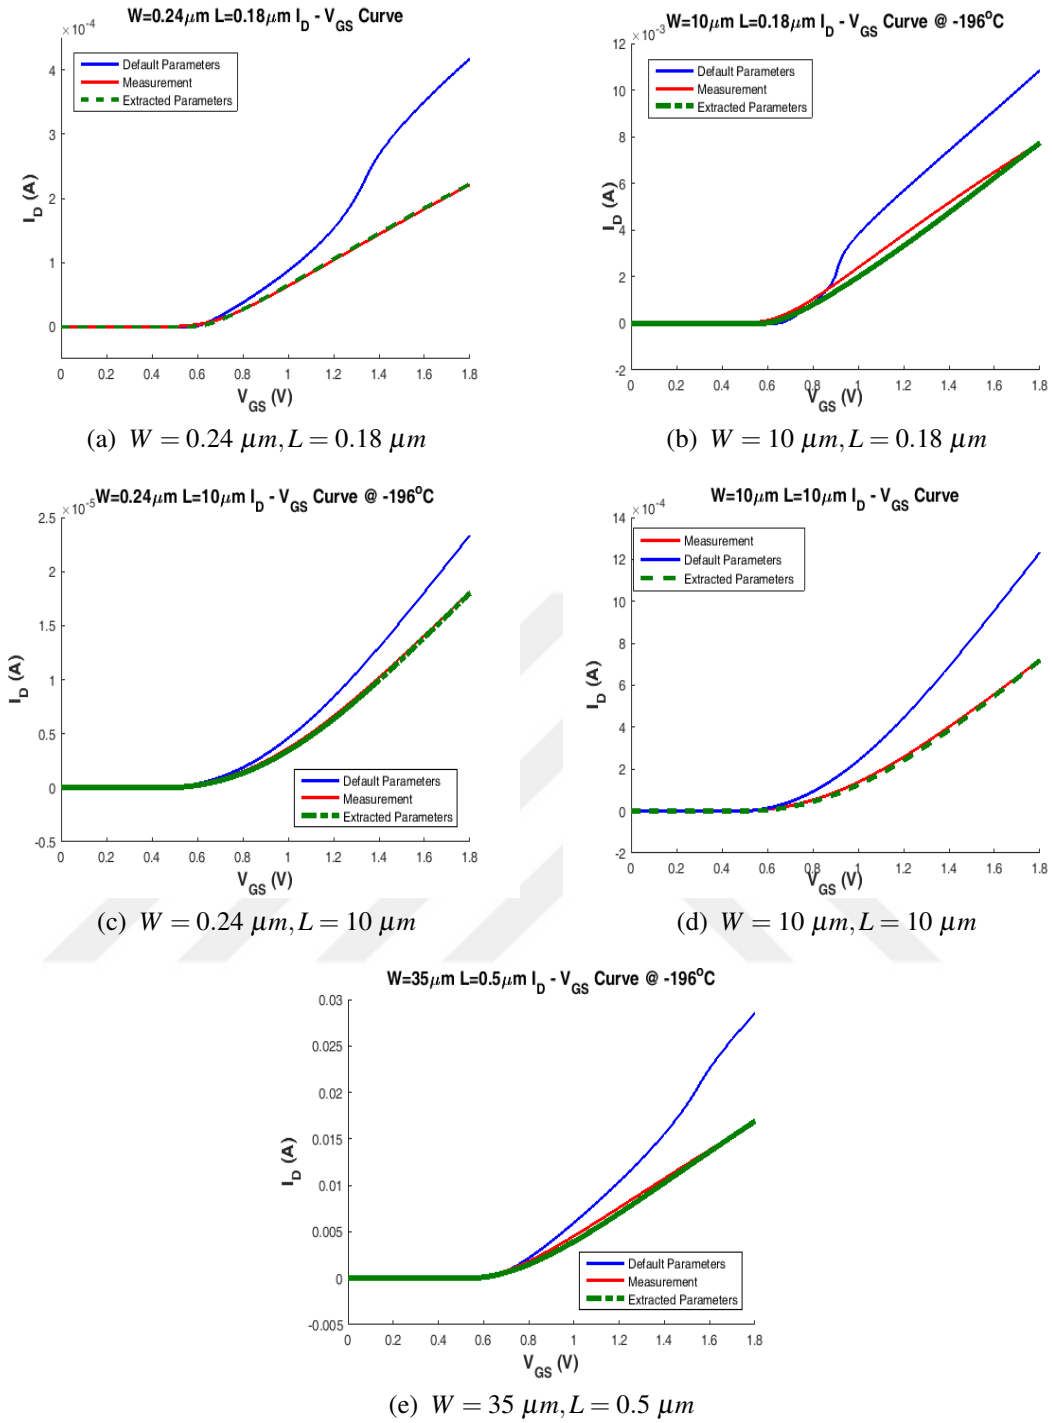 W=0.24μm L=0.18μm I_D - V_GS Curve
×10⁻⁴
Default Parameters
Measurement
Extracted Parameters
4
3
2
1
0
I_D (A)
0 0.2 0.4 0.6 0.8 1 1.2 1.4 1.6 1.8
V_GS (V)
(a) W = 0.24 μm, L = 0.18 μm
W=10μm L=0.18μm I_D - V_GS Curve @ -196°C
×10⁻³
Default Parameters
Measurement
Extracted Parameters
12
10
8
6
4
2
0
-2
I_D (A)
0 0.2 0.4 0.6 0.8 1 1.2 1.4 1.6 1.8
V_GS (V)
(b) W = 10 μm, L = 0.18 μm
W=0.24μm L=10μm I_D - V_GS Curve @ -196°C
×10⁻⁵
2.5
2
1.5
1
0.5
0
-0.5
I_D (A)
Default Parameters
Measurement
Extracted Parameters
0 0.2 0.4 0.6 0.8 1 1.2 1.4 1.6 1.8
V_GS (V)
(c) W = 0.24 μm, L = 10 μm
W=10μm L=10μm I_D - V_GS Curve
×10⁻⁴
Measurement
Default Parameters
Extracted Parameters
14
12
10
8
6
4
2
0
-2
I_D (A)
0 0.2 0.4 0.6 0.8 1 1.2 1.4 1.6 1.8
V_GS (V)
(d) W = 10 μm, L = 10 μm
W=35μm L=0.5μm I_D - V_GS Curve @ -196°C
0.03
0.025
0.02
0.015
0.01
0.005
0
-0.005
I_D (A)
Default Parameters
Measurement
Extracted Parameters
0 0.2 0.4 0.6 0.8 1 1.2 1.4 1.6 1.8
V_GS (V)
(e) W = 35 μm, L = 0.5 μm